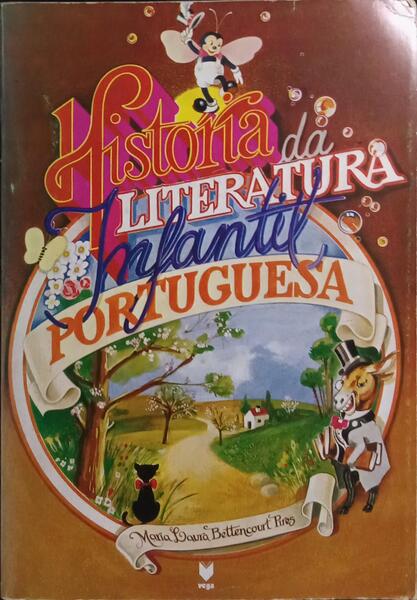 História da
LITERATURA
Infantil
PORTUGUESA
Maria Laura Bettencourt Pires
vega